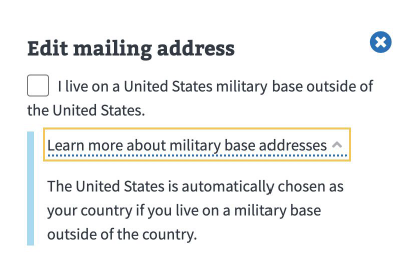 Edit mailing address
I live on a United States military base outside of
the United States.
Learn more about military base addresses
The United States is automatically chosen as
your country if you live on a military base
outside of the country.